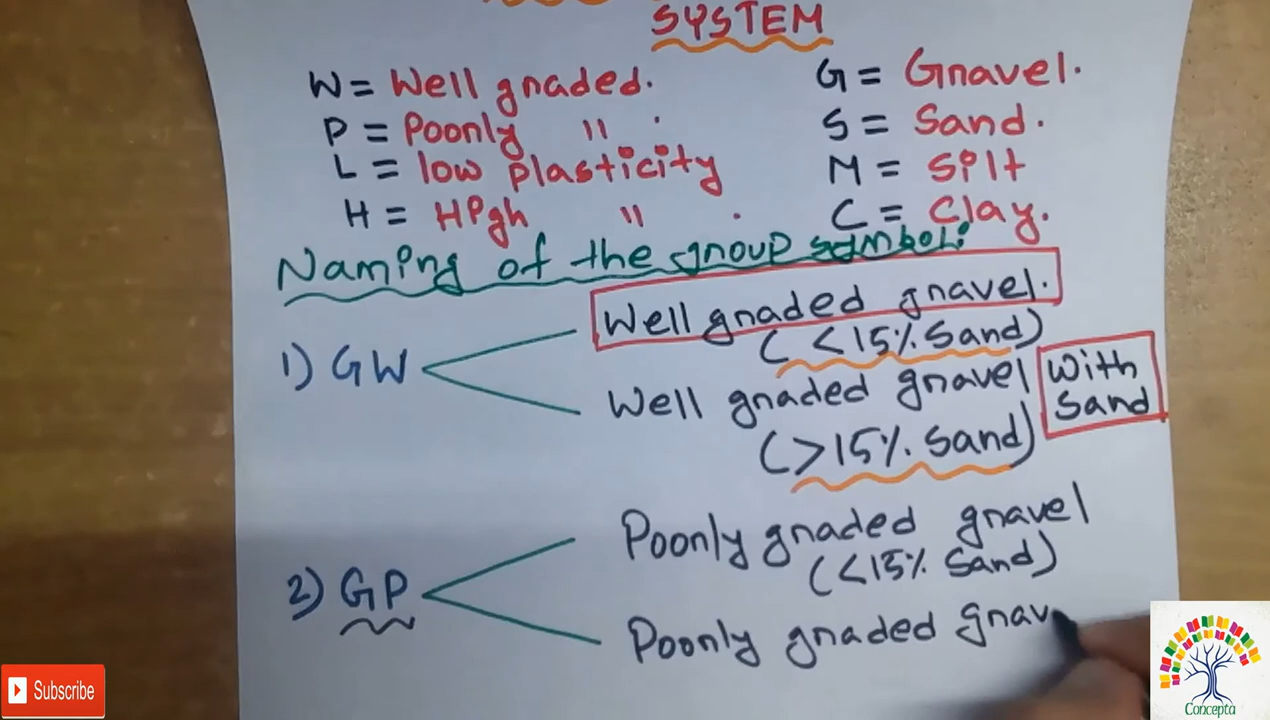 SYSTEM
W = Well graded.
P = Poorly " .
L = low plasticity
H = High " .
G = Gravel.
S = Sand.
M = Silt
C = Clay.
Naming of the group symbol:
1) GW
Well graded gravel.
(<15% Sand)
Well graded gravel With Sand
(>15% Sand)
2) GP
Poorly graded gravel
(<15% Sand)
Poorly graded grav
Subscribe
Concepta